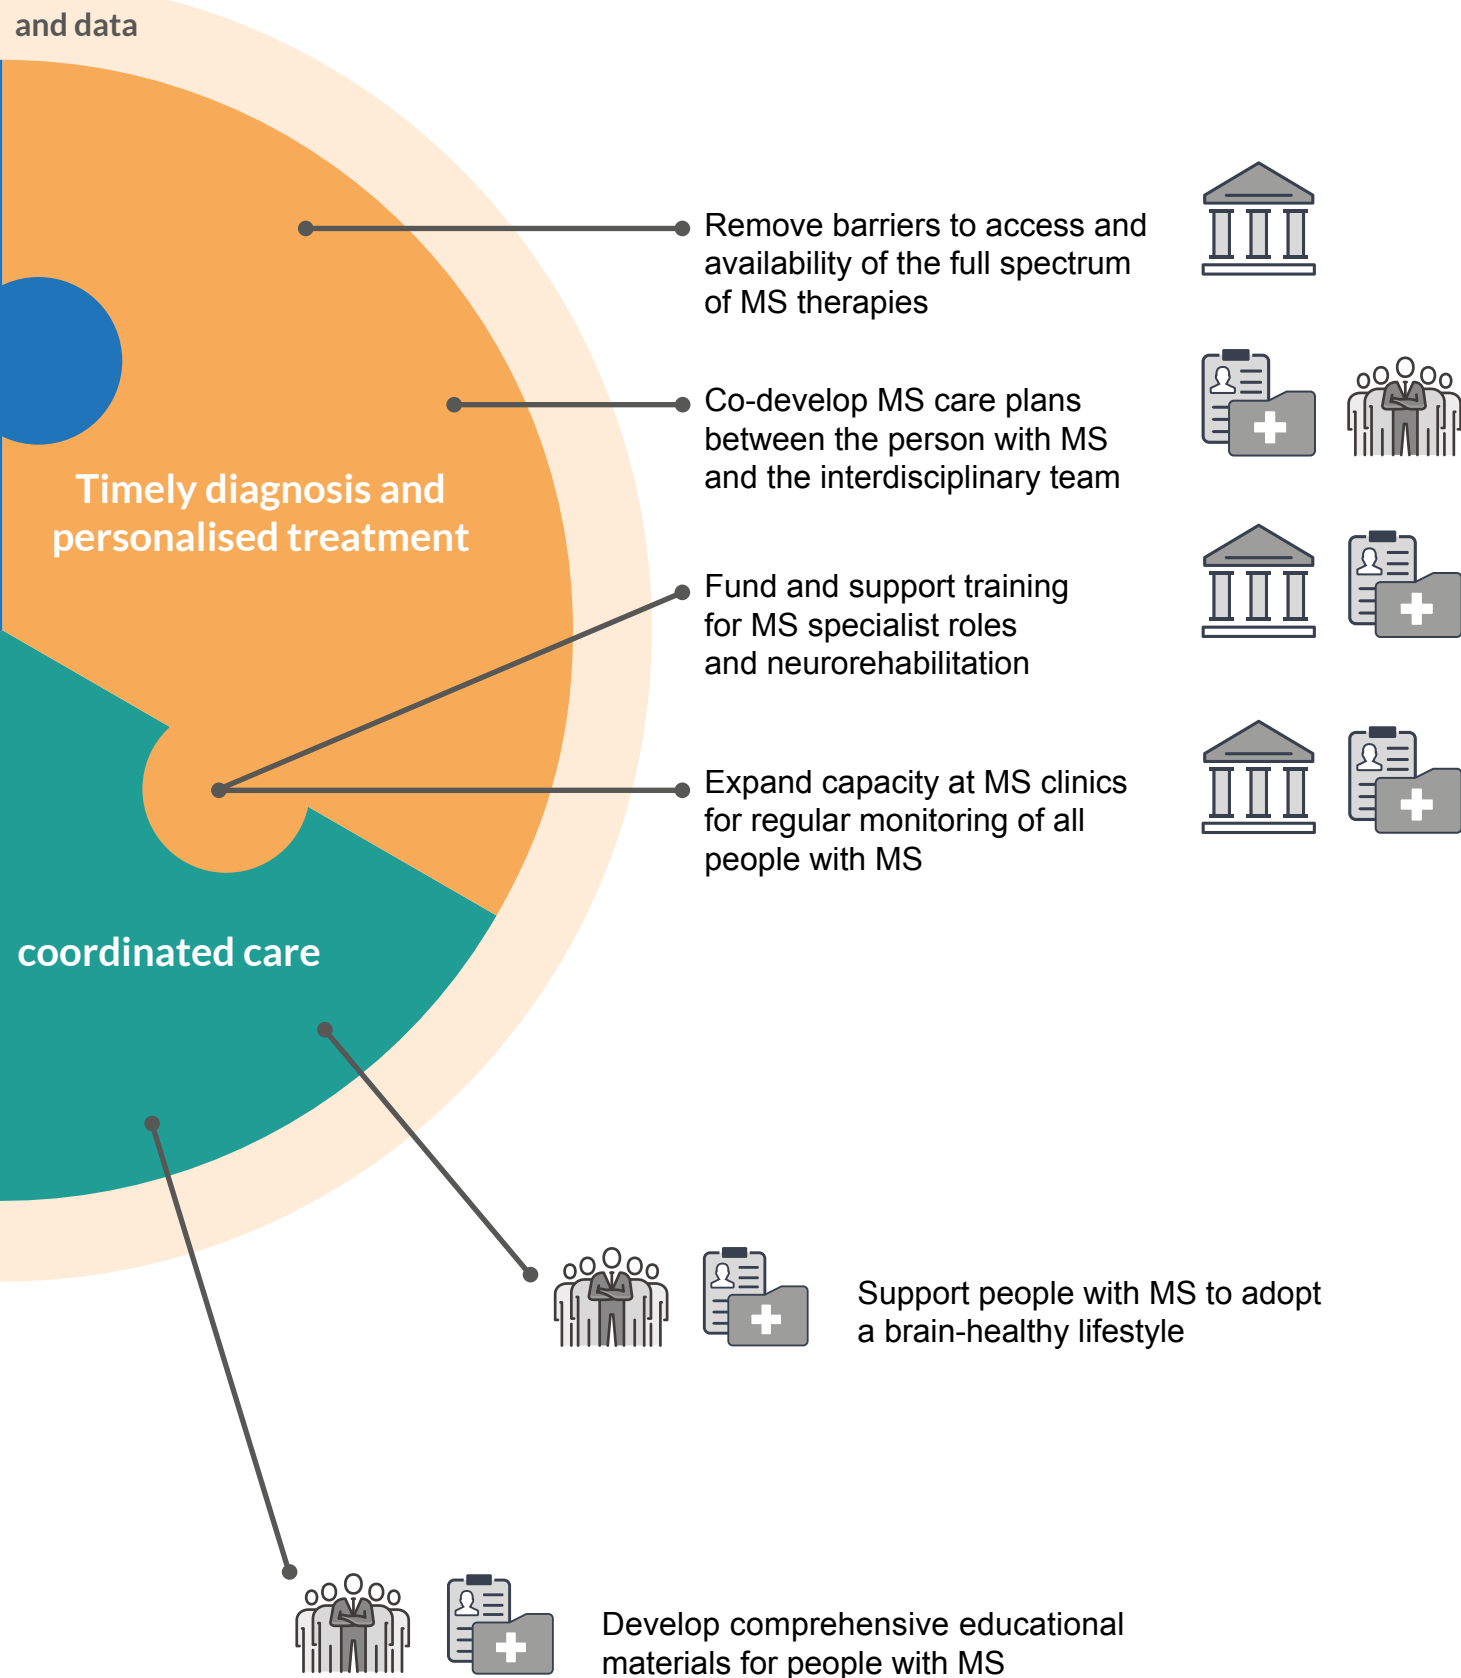 and data
Remove barriers to access and
availability of the full spectrum
of MS therapies
Co-develop MS care plans
between the person with MS
and the interdisciplinary team
Timely diagnosis and
personalised treatment
Fund and support training
for MS specialist roles
and neurorehabilitation
Expand capacity at MS clinics
for regular monitoring of all
people with MS
coordinated care
Support people with MS to adopt
a brain-healthy lifestyle
Develop comprehensive educational
materials for people with MS